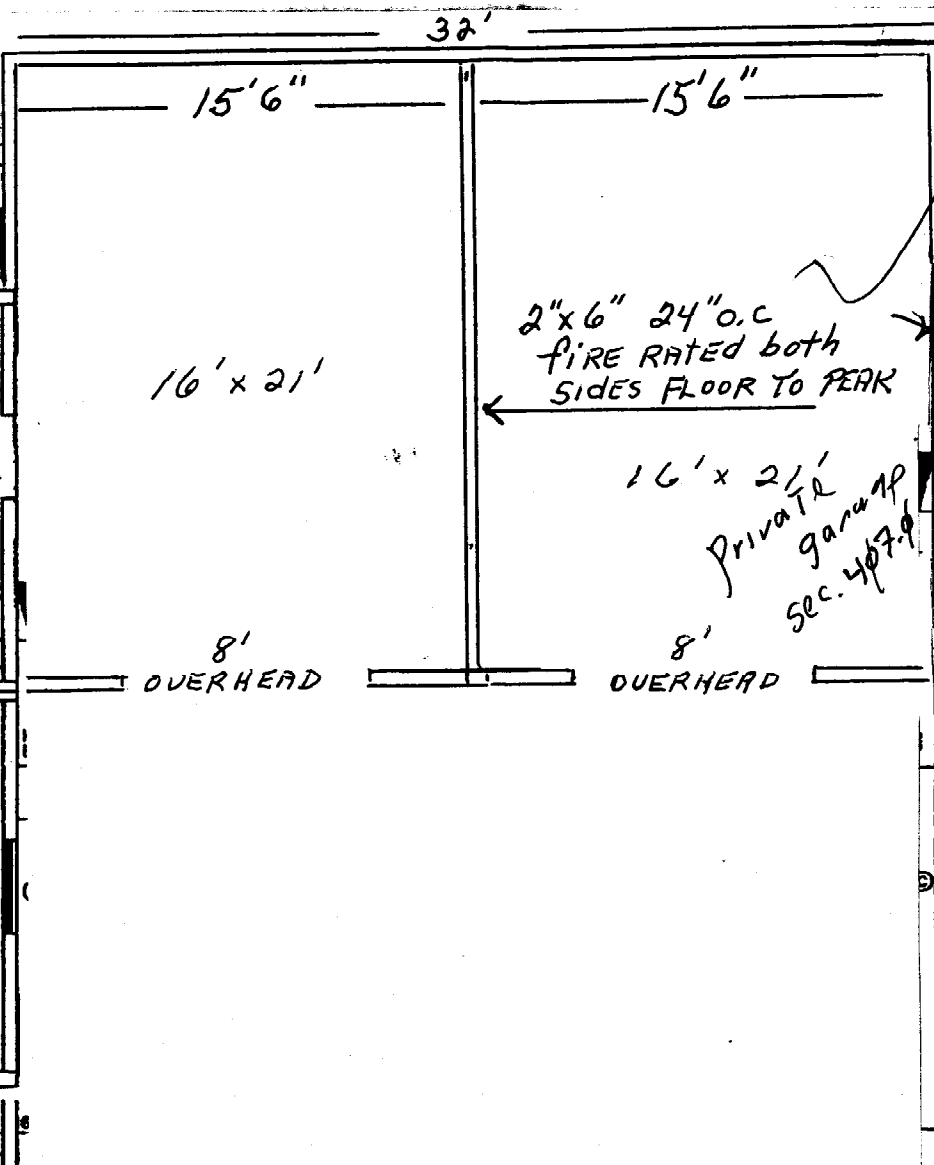 32'
15'6"
15'6"
2"x6" 24"o.c
fiRE RATEd both
SidES FLOOR TO PEAK
16' x 21'
16' x 21'
Private
garage
sec. 407.0
8'
OVERHEAD
8'
OVERHEAD